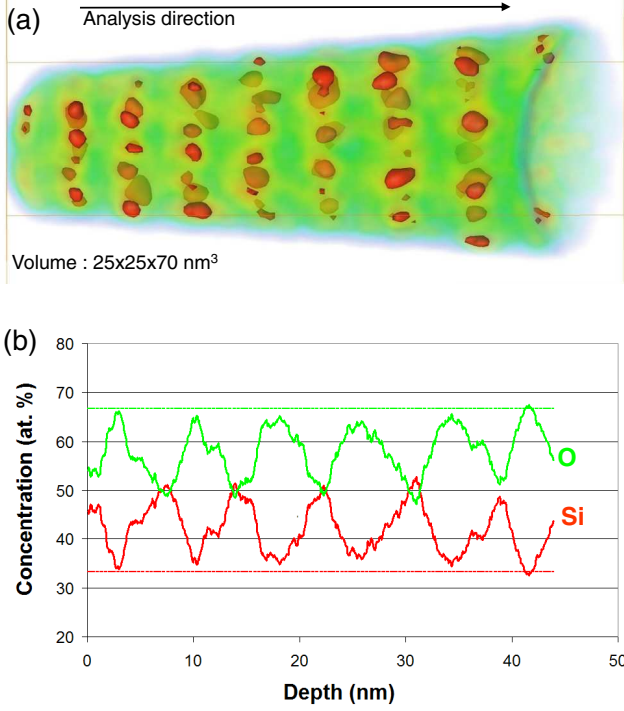 (a)
Analysis direction
Volume : 25x25x70 nm³
(b)
80
70
60
50
40
30
20
Concentration (at. %)
O
Si
0
10
20
30
40
50
Depth (nm)